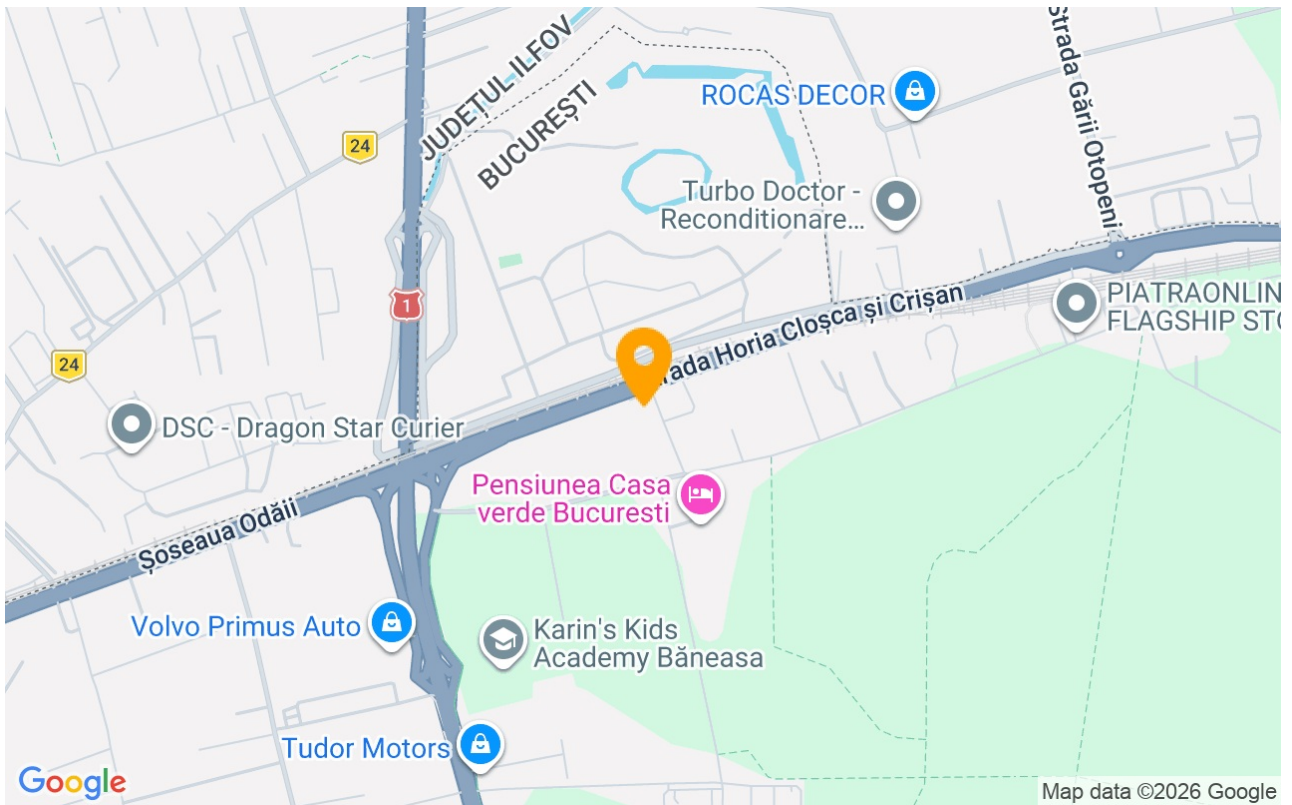 JUDEȚUL ILFOV
BUCUREȘTI
24
ROCAS DECOR
Strada Gării Otopeni
Turbo Doctor -
Reconditionare...
1
PIATRAONLIN
FLAGSHIP STO
24
rada Horia Cloșca și Crișan
DSC - Dragon Star Curier
Pensiunea Casa
verde Bucuresti
Șoseaua Odăii
Volvo Primus Auto
Karin's Kids
Academy Băneasa
Tudor Motors
Google
Map data ©2026 Google